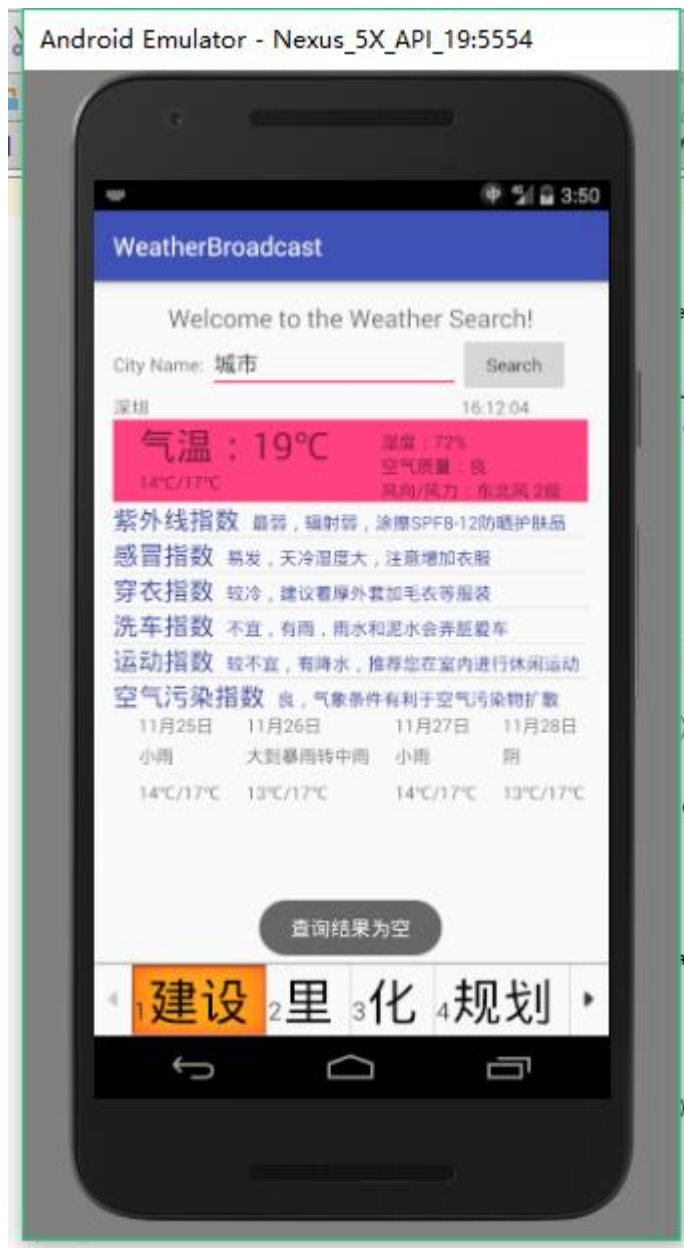 Android Emulator - Nexus_5X_API_19:5554
3:50
WeatherBroadcast
Welcome to the Weather Search!
City Name: 城市 Search
深圳 16:12:04
气温：19℃ 湿度：72%
空气质量：良
14℃/17℃ 风向/风力：东北风 2级
紫外线指数 最弱，辐射弱，涂擦SPF8-12防晒护肤品
感冒指数 易发，天冷湿度大，注意增加衣服
穿衣指数 较冷，建议着厚外套加毛衣等服装
洗车指数 不宜，有雨，雨水和泥水会弄脏爱车
运动指数 较不宜，有降水，推荐您在室内进行休闲运动
空气污染指数 良，气象条件有利于空气污染物扩散
11月25日 11月26日 11月27日 11月28日
小雨 大到暴雨转中雨 小雨 阴
14℃/17℃ 13℃/17℃ 14℃/17℃ 13℃/17℃
查询结果为空
1建设 2里 3化 4规划